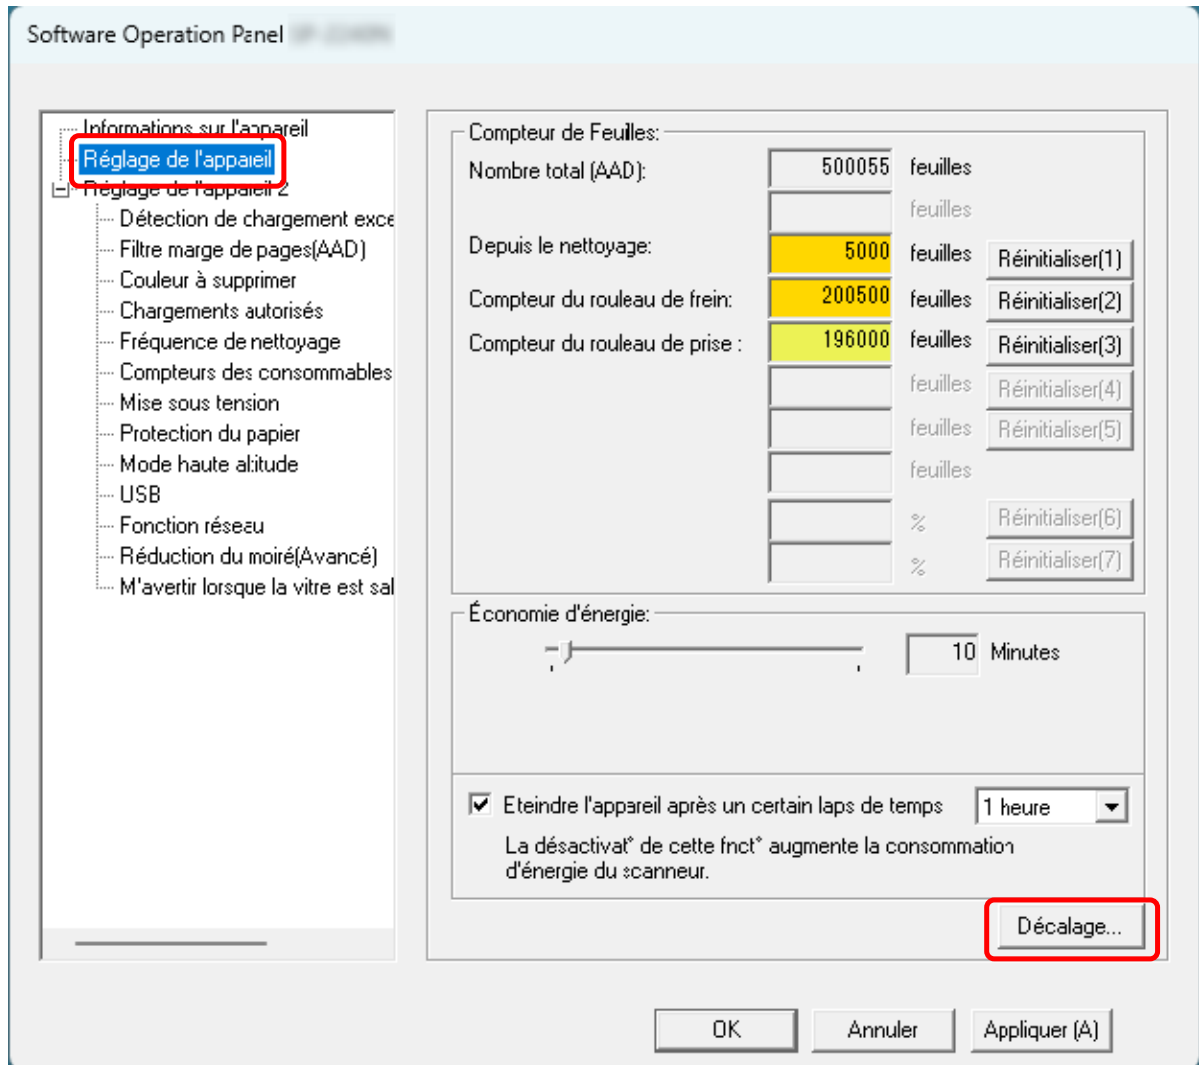 Software Operation Panel
Informations sur l'appareil
Réglage de l'appareil
Réglage de l'appareil 2
Détection de chargement exce
Filtre marge de pages(AAD)
Couleur à supprimer
Chargements autorisés
Fréquence de nettoyage
Compteurs des consommables
Mise sous tension
Protection du papier
Mode haute altitude
USB
Fonction réseau
Réduction du moiré(Avancé)
M'avertir lorsque la vitre est sal
Compteur de Feuilles:
Nombre total (AAD): 500055 feuilles
feuilles
Depuis le nettoyage: 5000 feuilles Réinitialiser(1)
Compteur du rouleau de frein: 200500 feuilles Réinitialiser(2)
Compteur du rouleau de prise : 196000 feuilles Réinitialiser(3)
feuilles Réinitialiser(4)
feuilles Réinitialiser(5)
feuilles
% Réinitialiser(6)
% Réinitialiser(7)
Économie d'énergie:
10 Minutes
Eteindre l'appareil après un certain laps de temps 1 heure
La désactivat° de cette fnct° augmente la consommation
d'énergie du scanneur.
Décalage...
OK Annuler Appliquer (A)